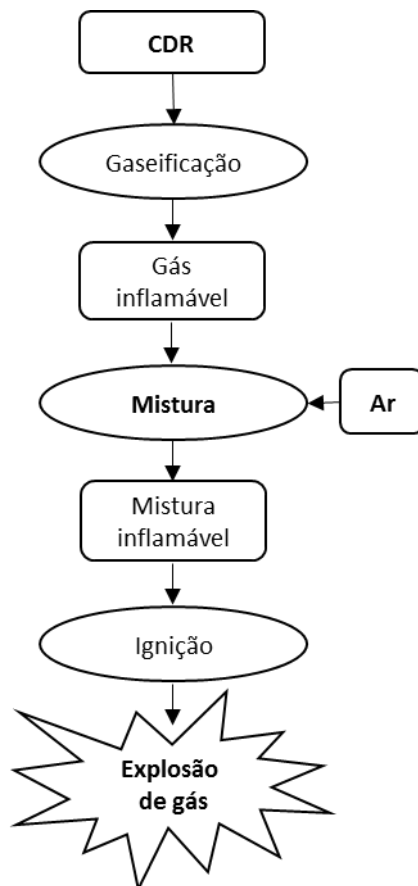 CDR
Gaseificação
Gás
inflamável
Mistura
Ar
Mistura
inflamável
Ignição
Explosão
de gás